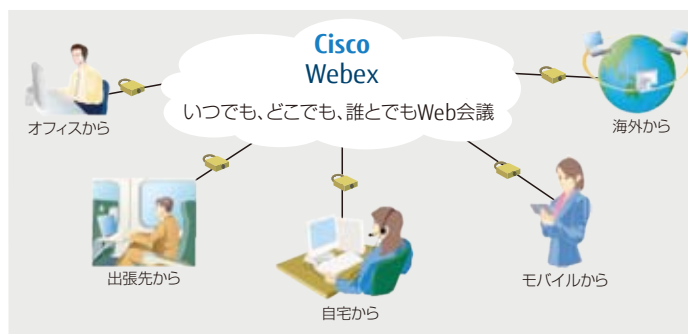 Cisco
Webex
いつでも、どこでも、誰とでもWeb会議
オフィスから
海外から
出張先から
モバイルから
自宅から